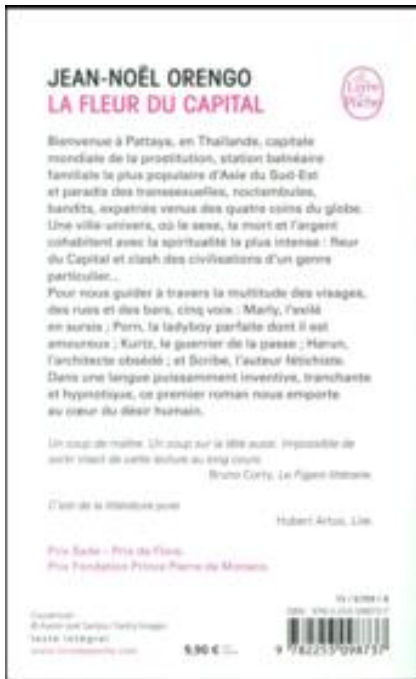 JEAN-NOËL ORENGO
LA FLEUR DU CAPITAL
Le Livre de Poche
Bienvenue à Pattaya, en Thaïlande, capitale
mondiale de la prostitution, station balnéaire
familiale la plus populaire d'Asie du Sud-Est
et paradis des transsexuelles, noctambules,
bandits, expatriés venus des quatre coins du globe.
Une ville-univers, où le sexe, la mort et l'argent
cohabitent avec la spiritualité la plus intense : fleur
du Capital et clash des civilisations d'un genre
particulier...
Pour nous guider à travers la multitude des visages,
des rues et des bars, cinq voix : Marly, l'exilé
en sursis ; Porn, la ladyboy parfaite dont il est
amoureux ; Kurtz, le guerrier de la passe ; Harun,
l'architecte obsédé ; et Scribe, l'auteur fétichiste.
Dans une langue puissamment inventive, tranchante
et hypnotique, ce premier roman nous emporte
au cœur du désir humain.
Un coup de maître. Un coup sur la tête aussi. Impossible de
sortir intact de cette lecture au long cours.
Bruno Corty, Le Figaro littéraire
C'est de la littérature pure.
Hubert Artus, Lire
Prix Sade – Prix de Flore
Prix Fondation Prince Pierre de Monaco
Couverture :
texte intégral
9,90 €
9 782253 098737